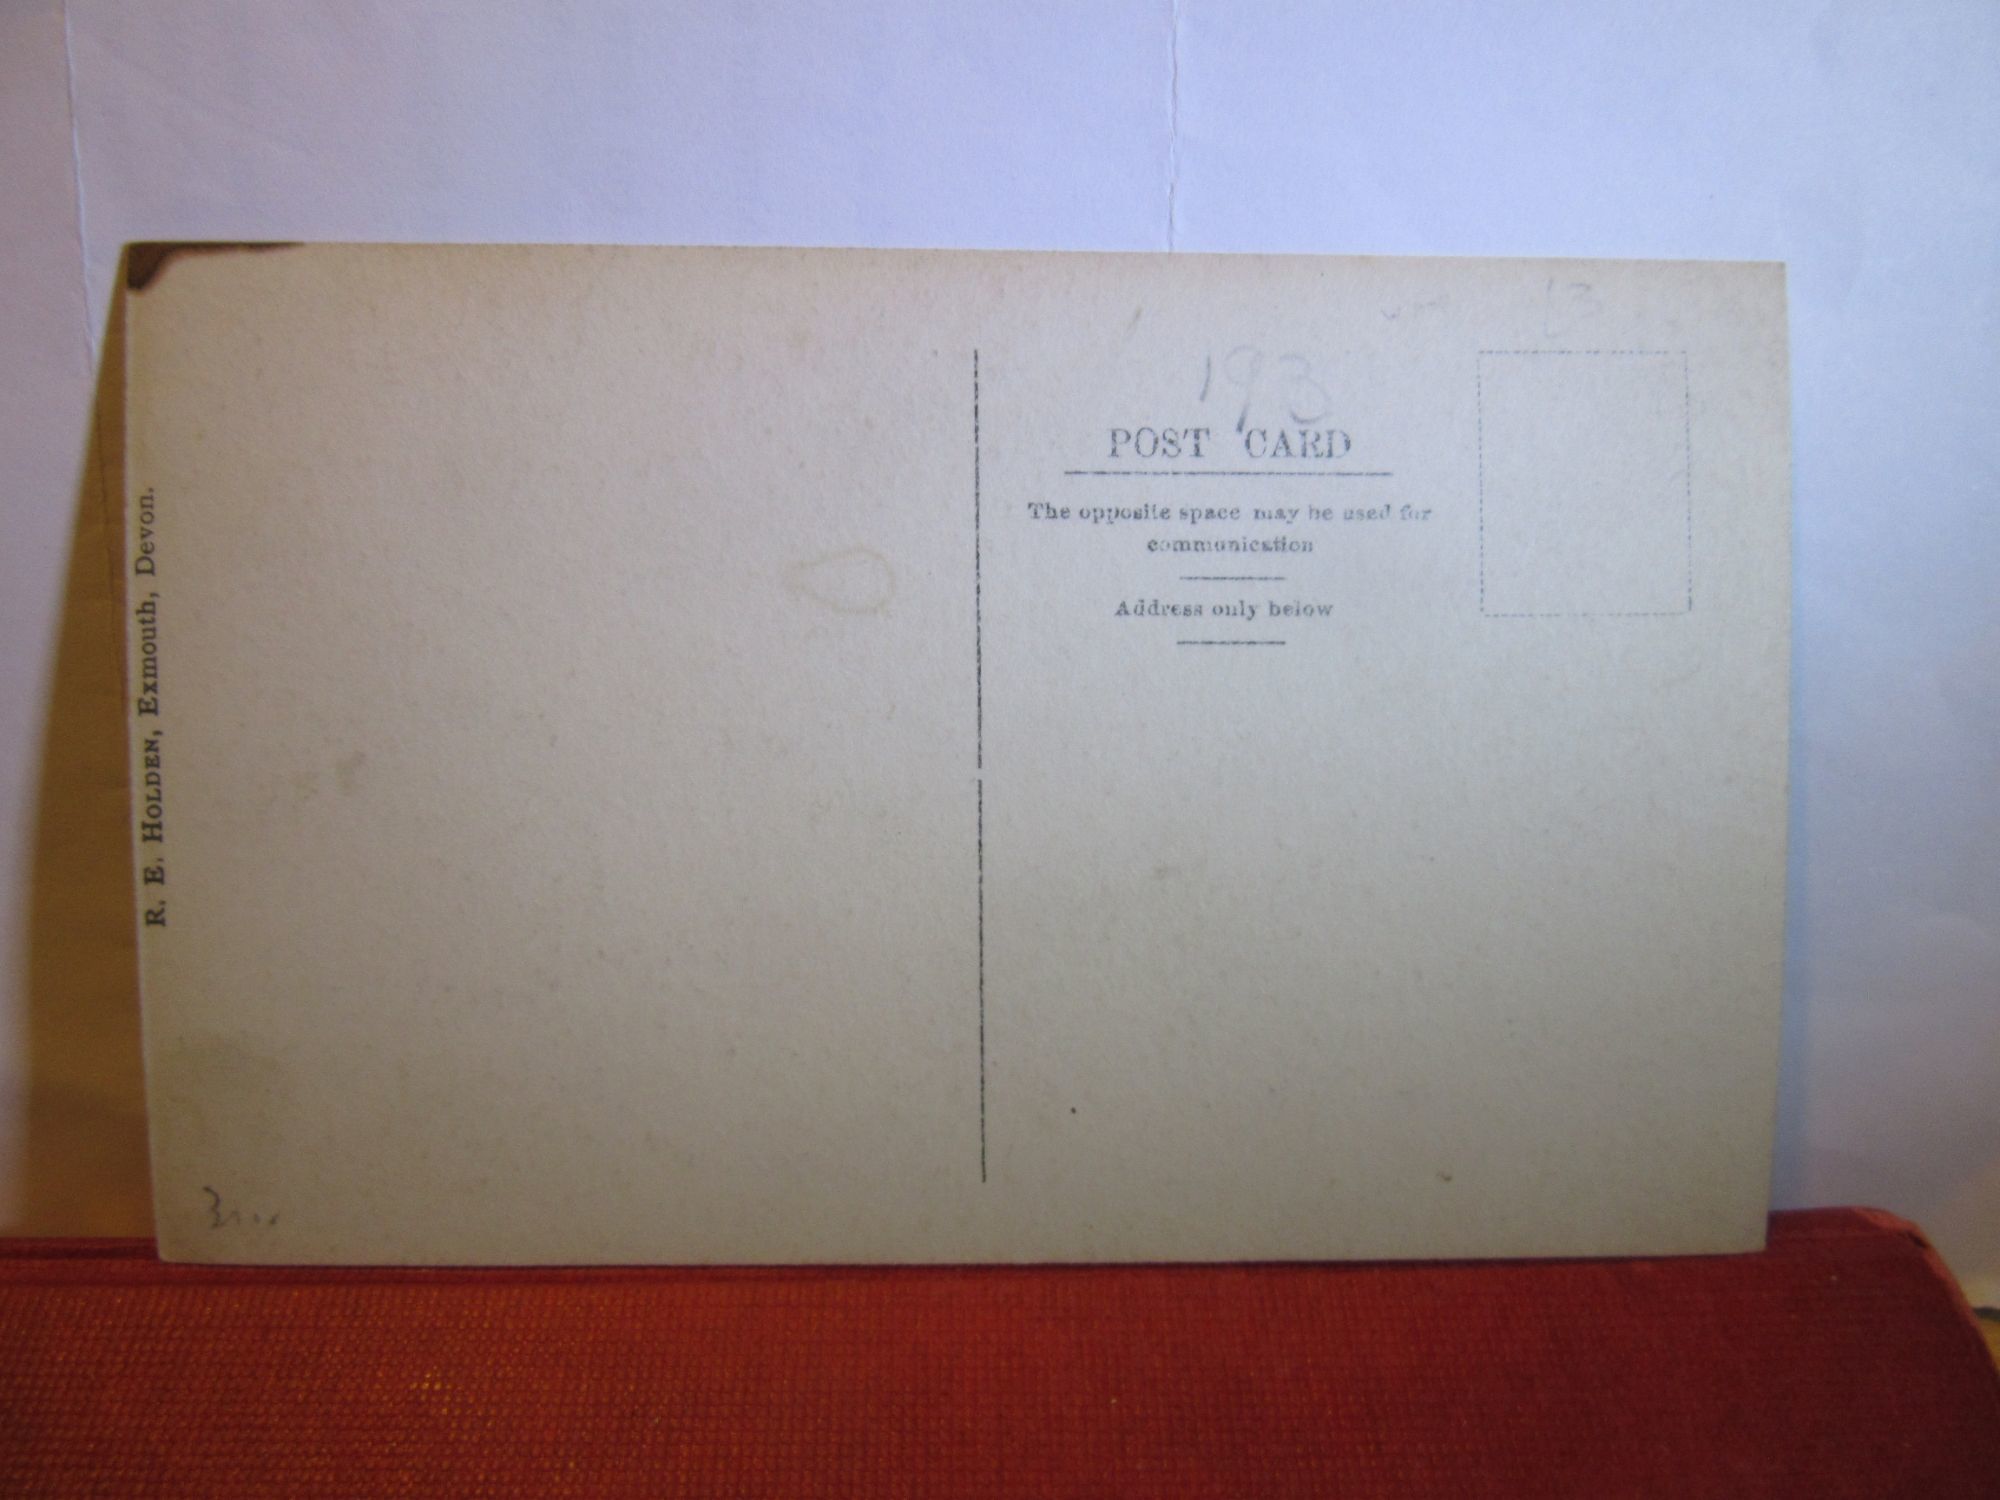 193
POST CARD
The opposite space may be used for
communication
Address only below
R. E. HOLDEN, Exmouth, Devon.